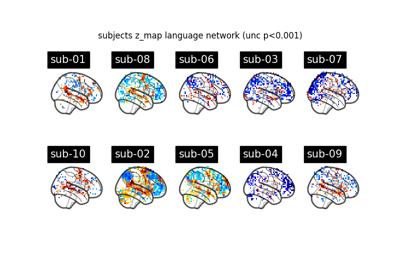 subjects z_map language network (unc p<0.001)
sub-01 sub-08 sub-06 sub-03 sub-07
sub-10 sub-02 sub-05 sub-04 sub-09